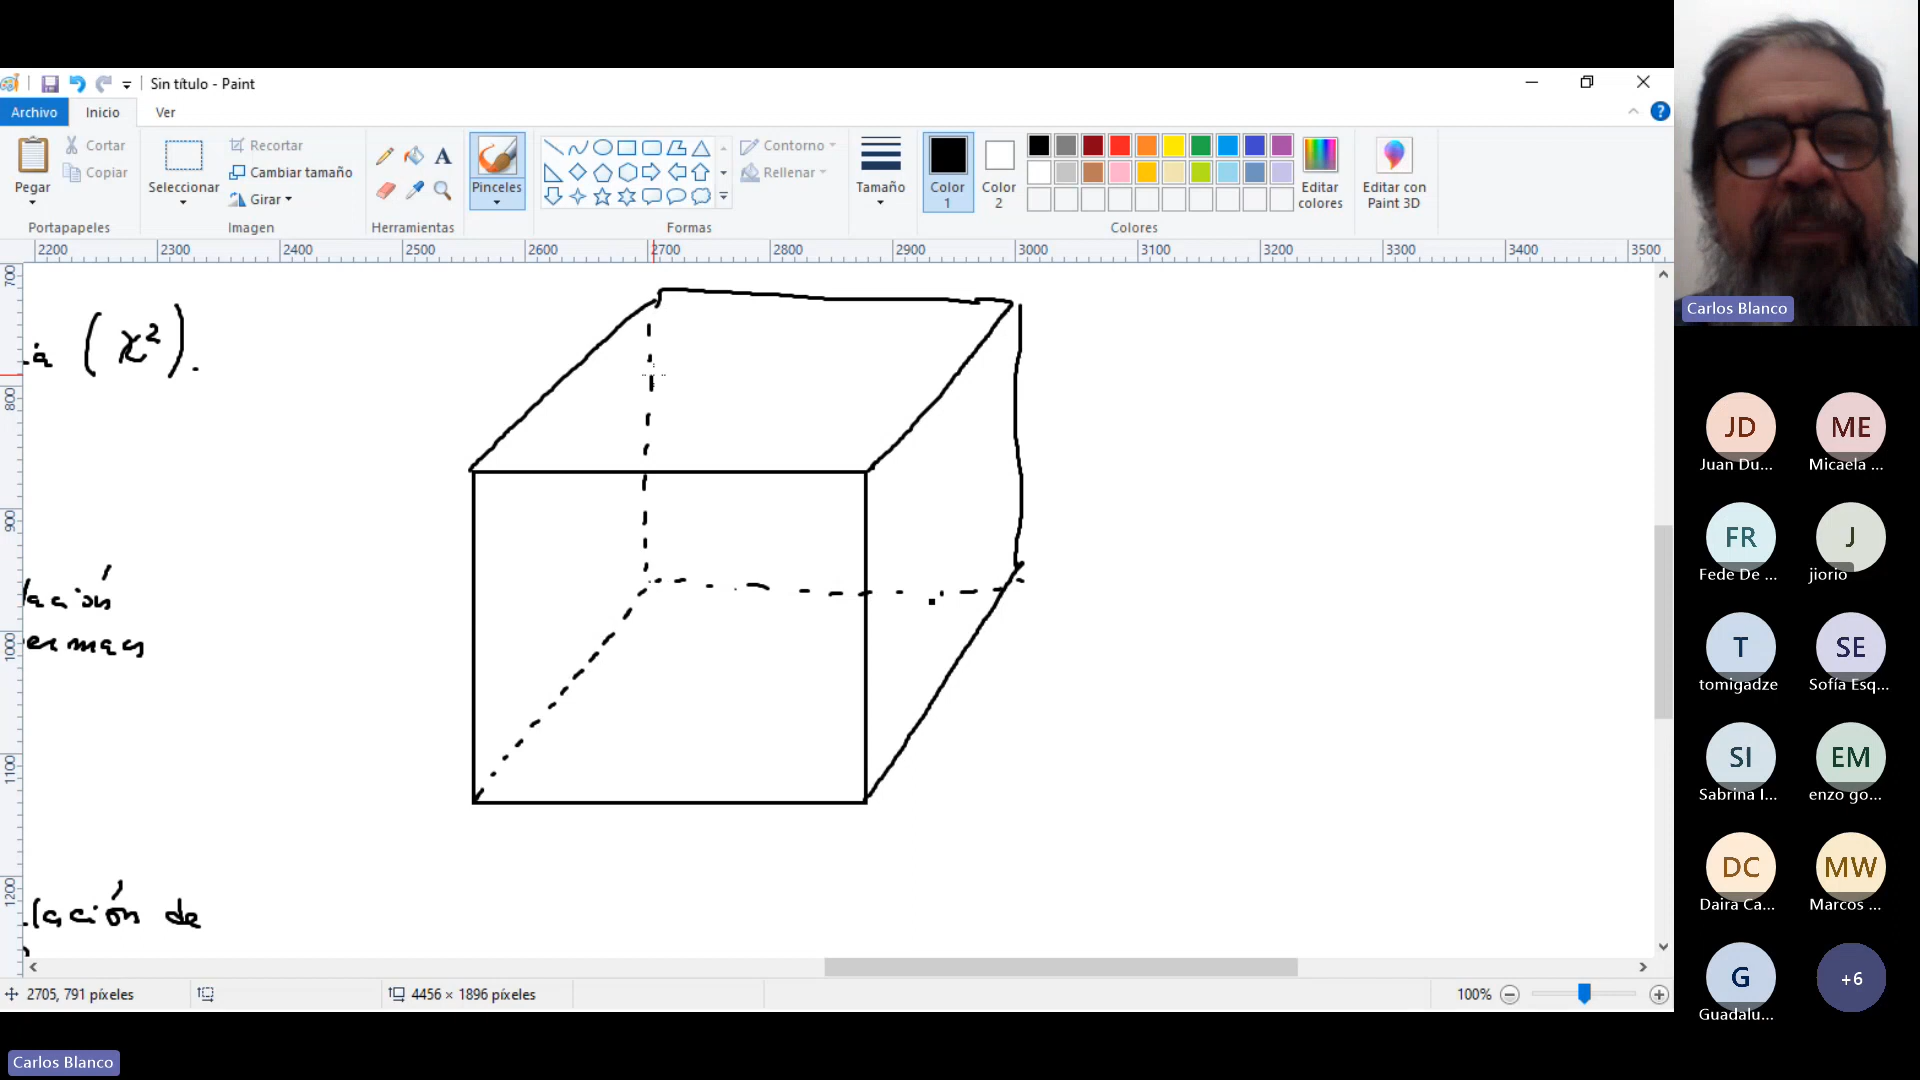 Sin título - Paint
Archivo Inicio Ver
Pegar
Cortar
Copiar
Portapapeles
Seleccionar
Recortar
Cambiar tamaño
Girar
Imagen
Herramientas
Pinceles
Contorno
Rellenar
Formas
Tamaño
Color 1
Color 2
Editar colores
Colores
Editar con Paint 3D
2200 2300 2400 2500 2600 2700 2800 2900 3000 3100 3200 3300 3400 3500
700
800
900
1000
1100
1200
(x²).
lación de
2705, 791 píxeles
4456 × 1896 píxeles
100%
Carlos Blanco
JD
Juan Du...
ME
Micaela ...
FR
Fede De ...
J
jiorio
T
tomigadze
SE
Sofía Esq...
SI
Sabrina I...
EM
enzo go...
DC
Daira Ca...
MW
Marcos ...
G
Guadalu...
+6
Carlos Blanco